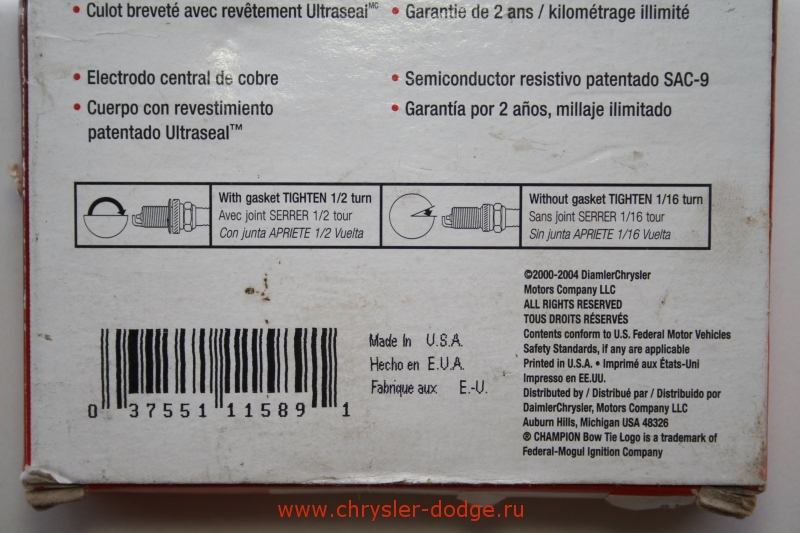 • Culot breveté avec revêtement Ultraseal MC
• Garantie de 2 ans / kilométrage illimité
• Electrodo central de cobre
• Cuerpo con revestimiento
patentado Ultraseal™
• Semiconductor resistivo patentado SAC-9
• Garantía por 2 años, millaje ilimitado
With gasket TIGHTEN 1/2 turn
Avec joint SERRER 1/2 tour
Con junta APRIETE 1/2 Vuelta
Without gasket TIGHTEN 1/16 turn
Sans joint SERRER 1/16 tour
Sin junta APRIETE 1/16 Vuelta
©2000-2004 DiamlerChrysler
Motors Company LLC
ALL RIGHTS RESERVED
TOUS DROITS RÉSERVÉS
Contents conform to U.S. Federal Motor Vehicles
Safety Standards, if any are applicable
Printed in U.S.A. • Imprimé aux États-Uni
Impresso en EE.UU.
Distributed by / Distribué par / Distribuido por
DaimlerChrysler, Motors Company LLC
Auburn Hills, Michigan USA 48326
® CHAMPION Bow Tie Logo is a trademark of
Federal-Mogul Ignition Company
Made In U.S.A.
Hecho en E.U.A.
Fabrique aux E.-U.
0 37551 11589 1
www.chrysler-dodge.ru